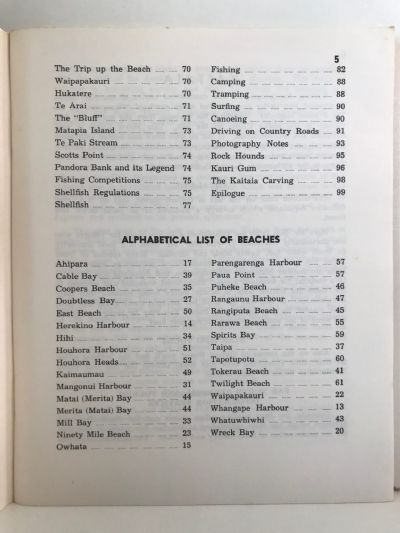 5
The Trip up the Beach ...... 70
Waipapakauri ...... 70
Hukatere ...... 70
Te Arai ...... 71
The "Bluff" ...... 71
Matapia Island ...... 73
Te Paki Stream ...... 73
Scotts Point ...... 74
Pandora Bank and its Legend 74
Fishing Competitions ...... 75
Shellfish Regulations ...... 75
Shellfish ...... 77
Fishing ...... 82
Camping ...... 88
Tramping ...... 88
Surfing ...... 90
Canoeing ...... 90
Driving on Country Roads ...... 91
Photography Notes ...... 93
Rock Hounds ...... 95
Kauri Gum ...... 96
The Kaitaia Carving ...... 98
Epilogue ...... 99
ALPHABETICAL LIST OF BEACHES
Ahipara ...... 17
Cable Bay ...... 39
Coopers Beach ...... 35
Doubtless Bay ...... 27
East Beach ...... 50
Herekino Harbour ...... 14
Hihi ...... 34
Houhora Harbour ...... 51
Houhora Heads ...... 52
Kaimaumau ...... 49
Mangonui Harbour ...... 31
Matai (Merita) Bay ...... 44
Merita (Matai) Bay ...... 44
Mill Bay ...... 33
Ninety Mile Beach ...... 23
Owhata ...... 15
Parengarenga Harbour ...... 57
Paua Point ...... 57
Puheke Beach ...... 46
Rangaunu Harbour ...... 47
Rangiputa Beach ...... 45
Rarawa Beach ...... 55
Spirits Bay ...... 59
Taipa ...... 37
Tapotupotu ...... 60
Tokerau Beach ...... 41
Twilight Beach ...... 61
Waipapakauri ...... 22
Whangape Harbour ...... 13
Whatuwhiwhi ...... 43
Wreck Bay ...... 20